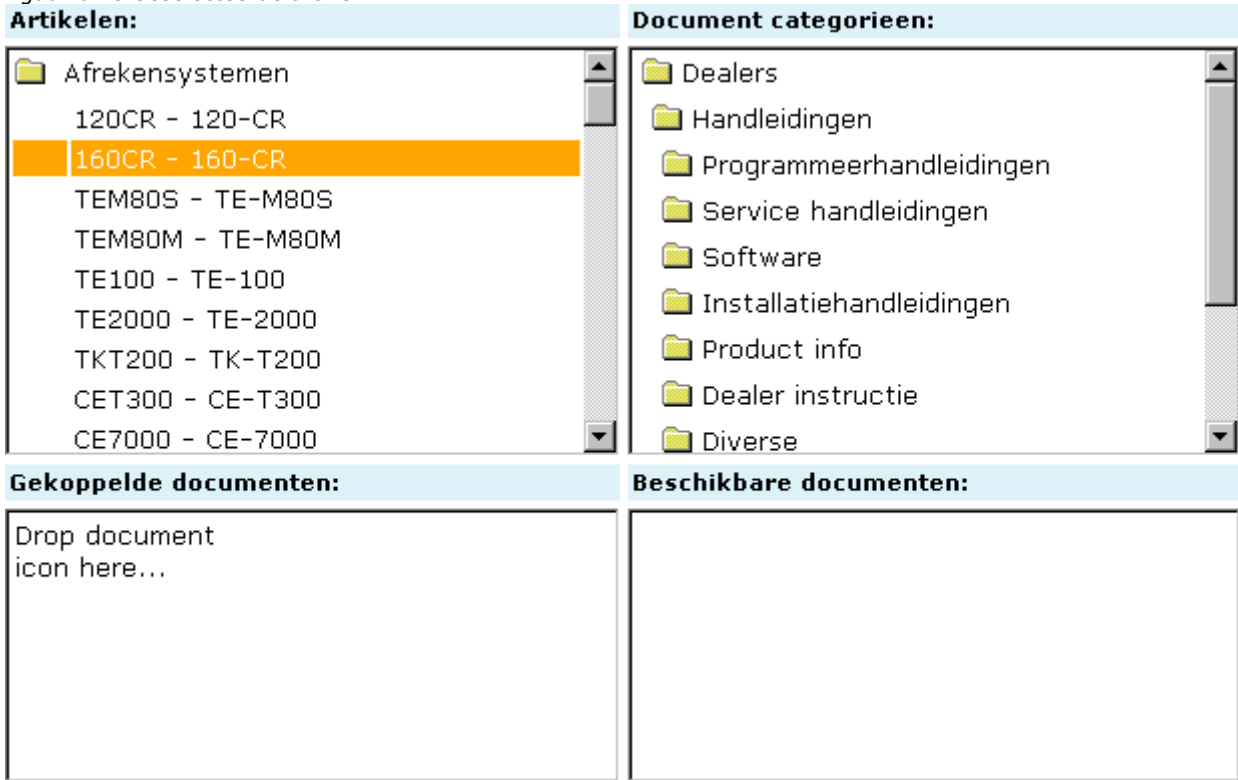 Artikelen:
Afrekensystemen
120CR - 120-CR
160CR - 160-CR
TEM80S - TE-M80S
TEM80M - TE-M80M
TE100 - TE-100
TE2000 - TE-2000
TKT200 - TK-T200
CET300 - CE-T300
CE7000 - CE-7000
Document categorieen:
Dealers
Handleidingen
Programmeerhandleidingen
Service handleidingen
Software
Installatiehandleidingen
Product info
Dealer instructie
Diverse
Gekoppelde documenten:
Drop document
icon here...
Beschikbare documenten: